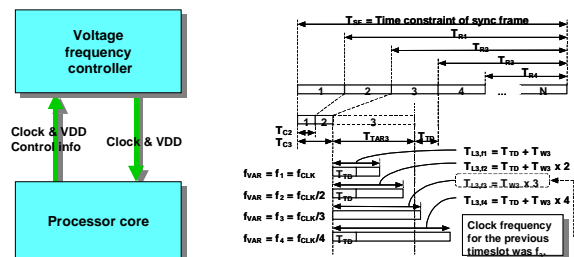 Voltage
frequency
controller
Clock & VDD
Control info
Clock & VDD
Processor core
TSF = Time constraint of sync frame
TR1
TR2
TR3
TR4
1 2 3 4 ... N
1 2 3
TC2
TC3
TTAR3
TTD
TL3,f1 = TTD + TW3
TL3,f2 = TTD + TW3 x 2
TL3,f3 = TW3 x 3
TL3,f4 = TTD + TW3 x 4
fVAR = f1 = fCLK
TTD
fVAR = f2 = fCLK/2
TTD
fVAR = f3 = fCLK/3
fVAR = f4 = fCLK/4
TTD
Clock frequency
for the previous
timeslot was